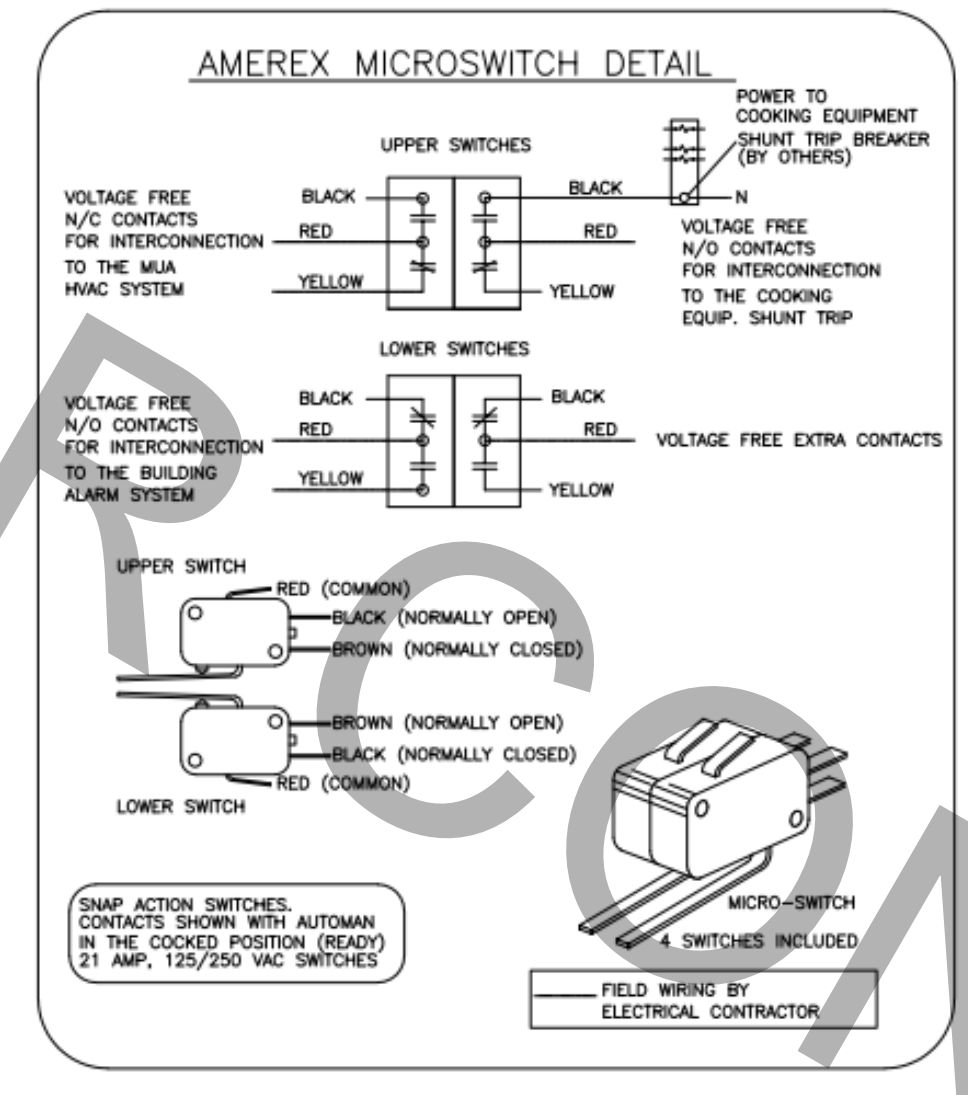 AMEREX MICROSWITCH DETAIL
POWER TO
COOKING EQUIPMENT
SHUNT TRIP BREAKER
(BY OTHERS)
UPPER SWITCHES
VOLTAGE FREE
N/C CONTACTS
FOR INTERCONNECTION
TO THE MUA
HVAC SYSTEM
BLACK
RED
YELLOW
BLACK
N
RED
YELLOW
VOLTAGE FREE
N/O CONTACTS
FOR INTERCONNECTION
TO THE COOKING
EQUIP. SHUNT TRIP
LOWER SWITCHES
VOLTAGE FREE
N/O CONTACTS
FOR INTERCONNECTION
TO THE BUILDING
ALARM SYSTEM
BLACK
RED
YELLOW
BLACK
RED
YELLOW
VOLTAGE FREE EXTRA CONTACTS
UPPER SWITCH
RED (COMMON)
BLACK (NORMALLY OPEN)
BROWN (NORMALLY CLOSED)
BROWN (NORMALLY OPEN)
BLACK (NORMALLY CLOSED)
RED (COMMON)
LOWER SWITCH
SNAP ACTION SWITCHES.
CONTACTS SHOWN WITH AUTOMAN
IN THE COCKED POSITION (READY)
21 AMP, 125/250 VAC SWITCHES
MICRO-SWITCH
4 SWITCHES INCLUDED
FIELD WIRING BY
ELECTRICAL CONTRACTOR